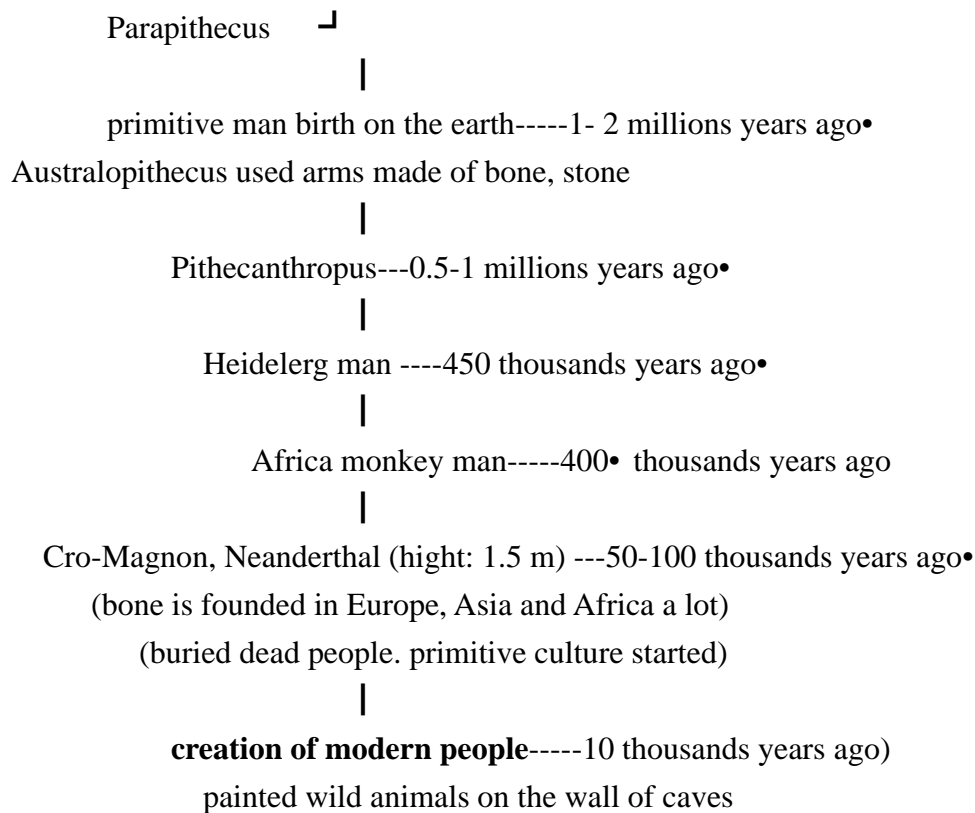 Parapithecus ┘
|
primitive man birth on the earth-----1- 2 millions years ago•
Australopithecus used arms made of bone, stone
|
Pithecanthropus---0.5-1 millions years ago•
|
Heidelerg man ----450 thousands years ago•
|
Africa monkey man-----400• thousands years ago
|
Cro-Magnon, Neanderthal (hight: 1.5 m) ---50-100 thousands years ago•
(bone is founded in Europe, Asia and Africa a lot)
(buried dead people. primitive culture started)
|
creation of modern people-----10 thousands years ago)
painted wild animals on the wall of caves